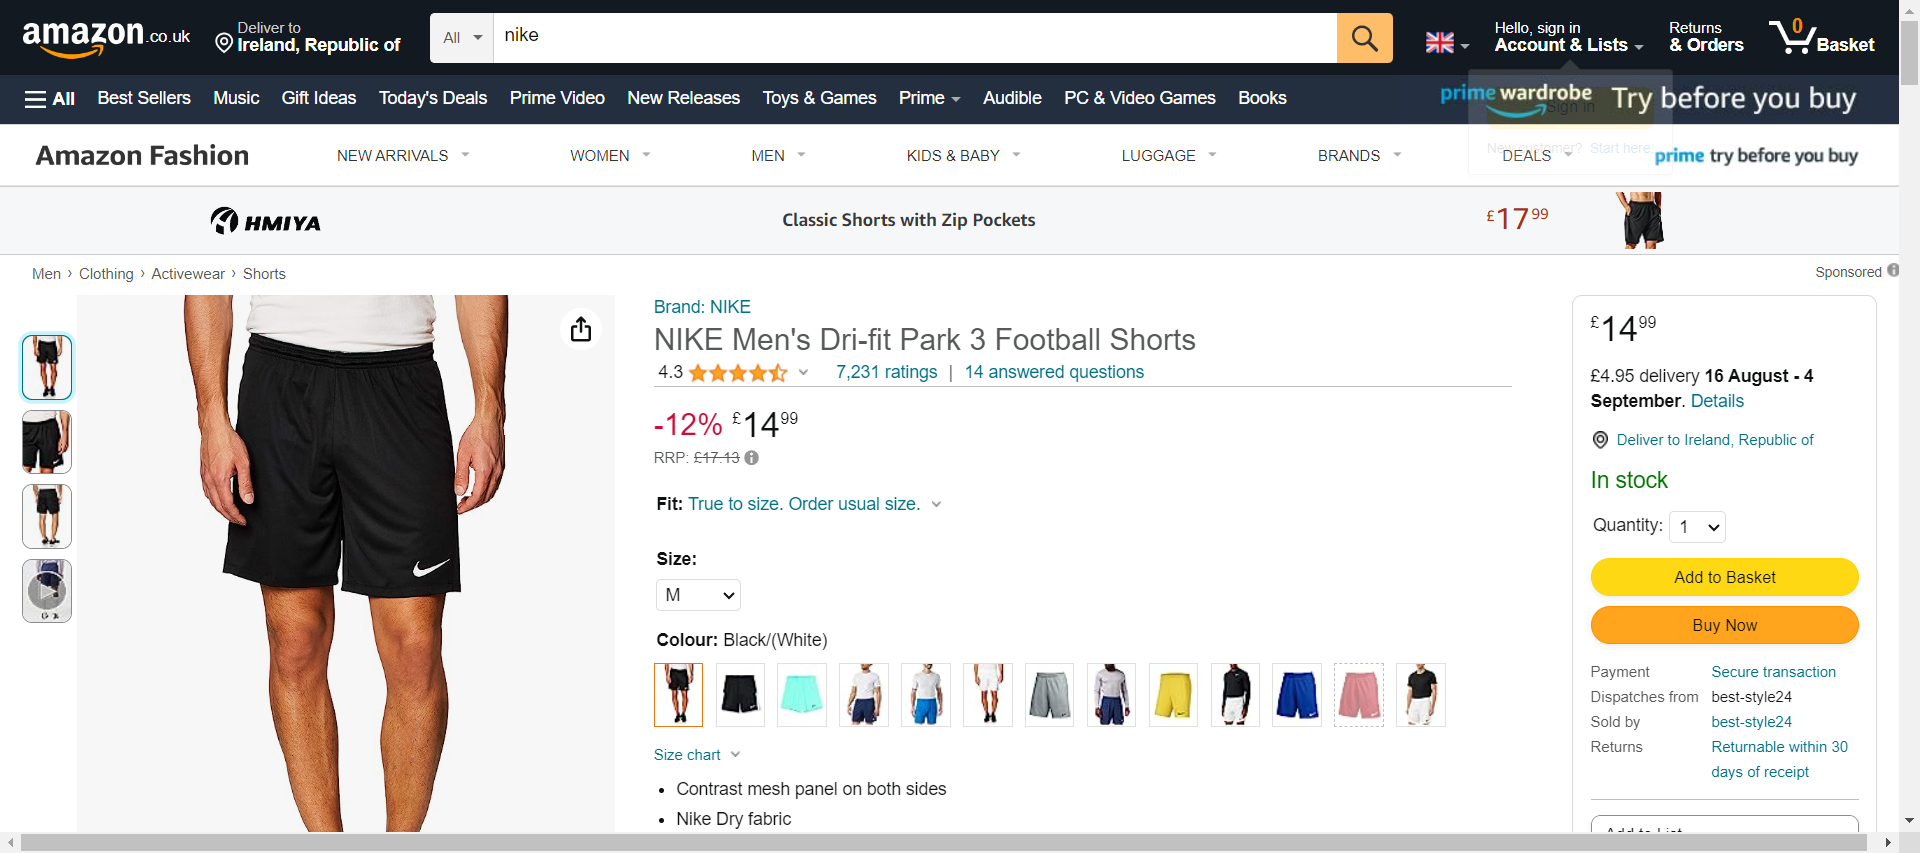 amazon.co.uk
Deliver to
Ireland, Republic of
All
nike
Hello, sign in
Account & Lists
Returns
& Orders
0
Basket
All
Best Sellers
Music
Gift Ideas
Today's Deals
Prime Video
New Releases
Toys & Games
Prime
Audible
PC & Video Games
Books
prime wardrobe
Try before you buy
Sign in
New customer? Start here.
Amazon Fashion
NEW ARRIVALS
WOMEN
MEN
KIDS & BABY
LUGGAGE
BRANDS
DEALS
prime try before you buy
HMIYA
Classic Shorts with Zip Pockets
£17.99
Men › Clothing › Activewear › Shorts
Sponsored
Brand: NIKE
NIKE Men's Dri-fit Park 3 Football Shorts
4.3
7,231 ratings | 14 answered questions
-12% £14.99
RRP: £17.13
Fit: True to size. Order usual size.
Size:
M
Colour: Black/(White)
Size chart
• Contrast mesh panel on both sides
• Nike Dry fabric
£14.99
£4.95 delivery 16 August - 4
September. Details
Deliver to Ireland, Republic of
In stock
Quantity: 1
Add to Basket
Buy Now
Payment Secure transaction
Dispatches from best-style24
Sold by best-style24
Returns Returnable within 30
days of receipt
Add to List